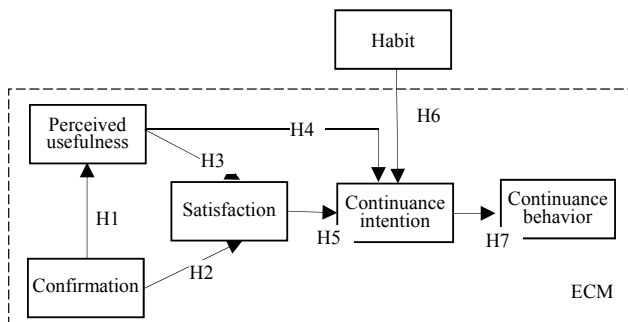 Habit
Perceived
usefulness
H4
H6
H3
Satisfaction
Continuance
intention
Continuance
behavior
H1
H5
H7
H2
Confirmation
ECM